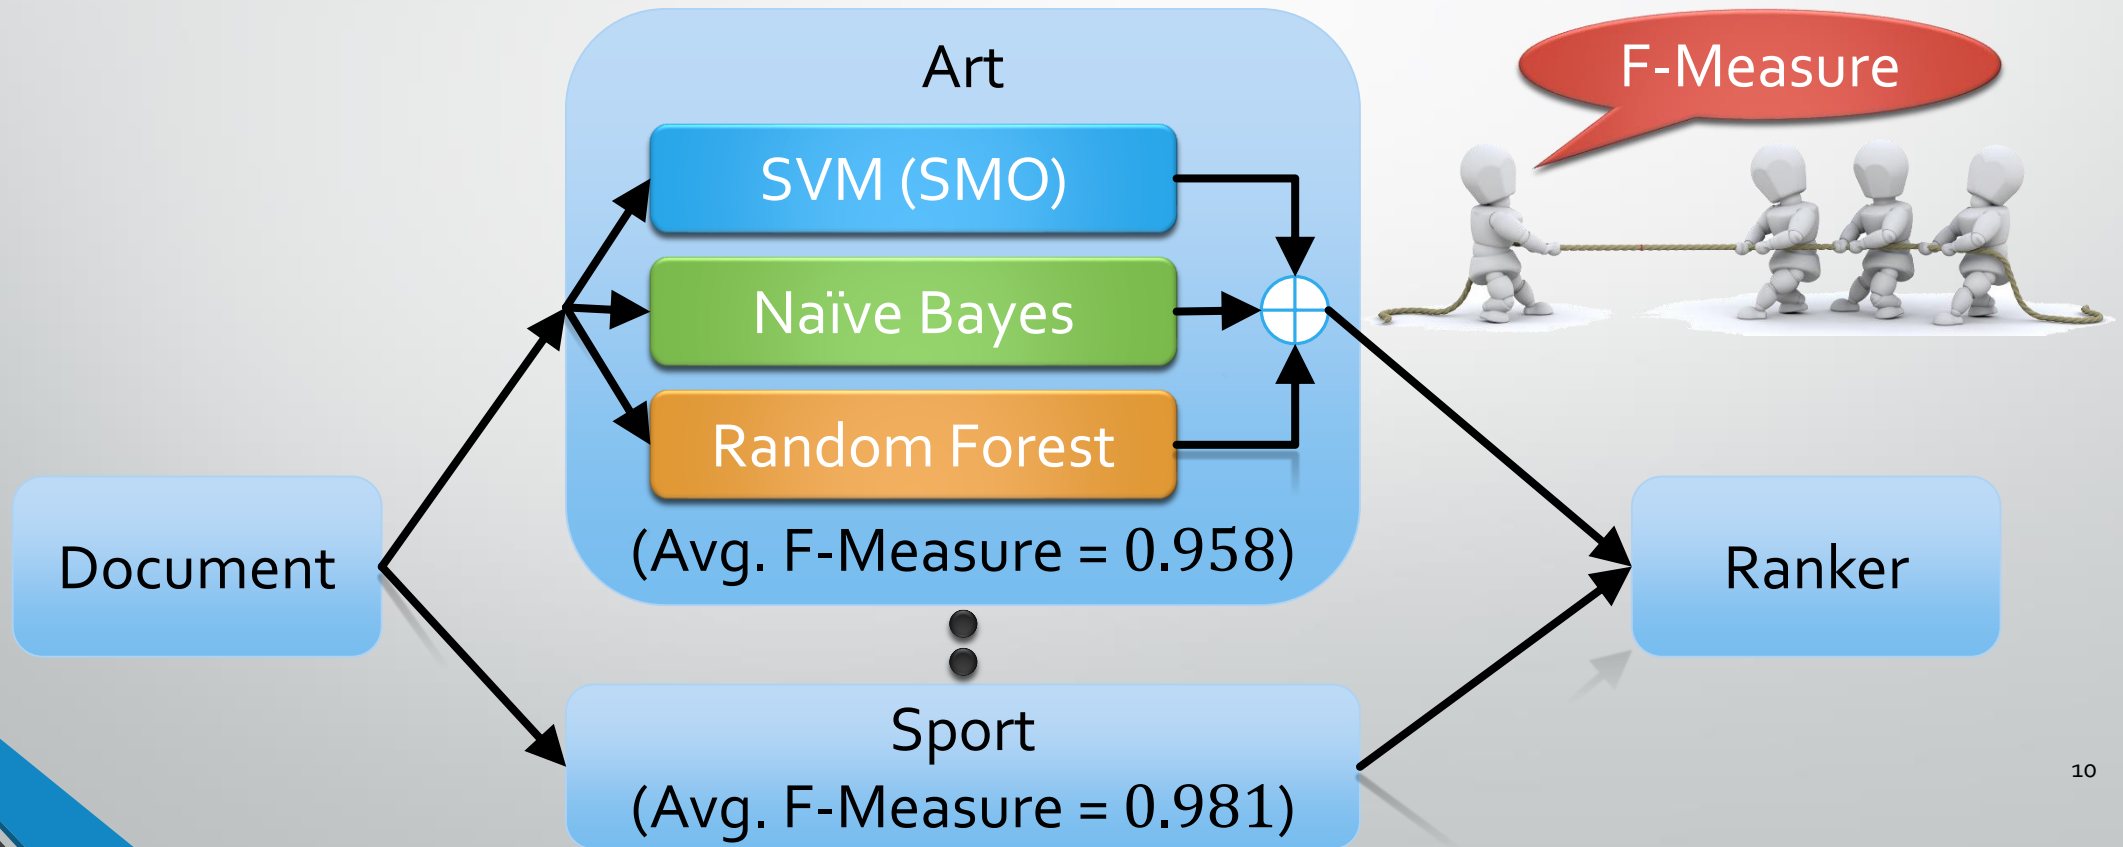 Art
F-Measure
SVM (SMO)
Naïve Bayes
Random Forest
(Avg. F-Measure = 0.958)
Document
Ranker
Sport
(Avg. F-Measure = 0.981)
10